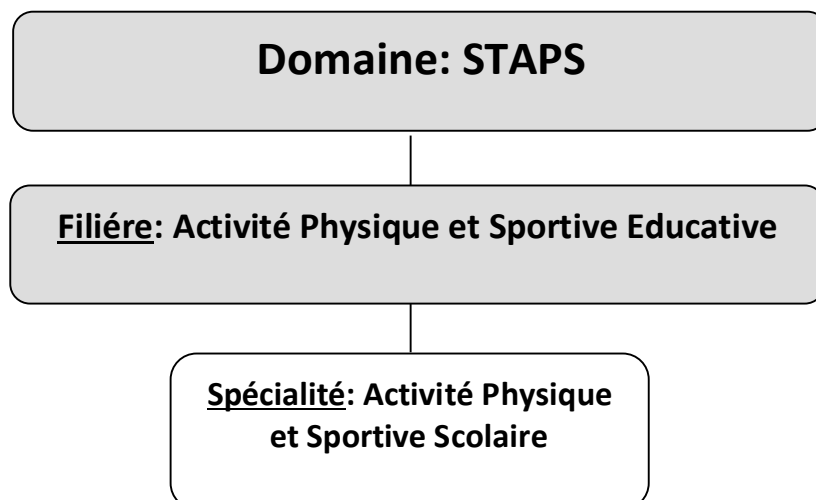 Domaine: STAPS
Filiére: Activité Physique et Sportive Educative
Spécialité: Activité Physique
et Sportive Scolaire